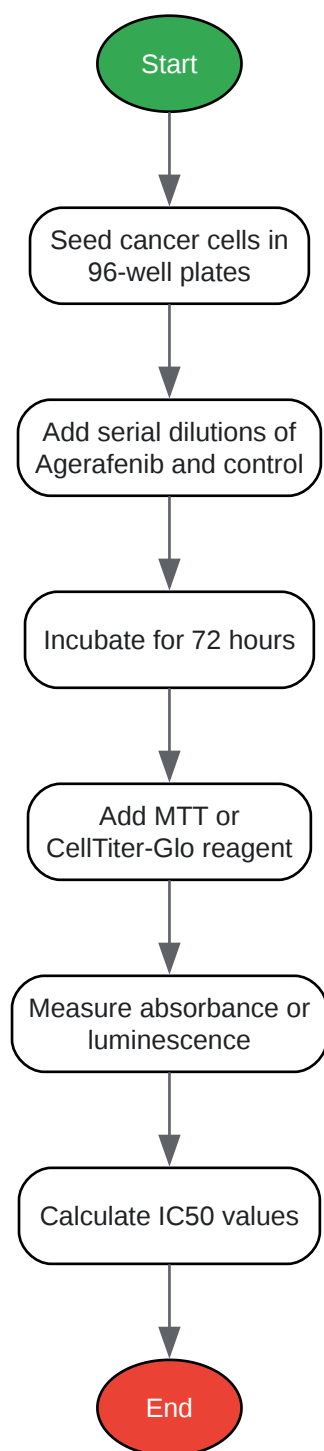 Start
Seed cancer cells in
96-well plates
Add serial dilutions of
Agerafenib and control
Incubate for 72 hours
Add MTT or
CellTiter-Glo reagent
Measure absorbance or
luminescence
Calculate IC50 values
End